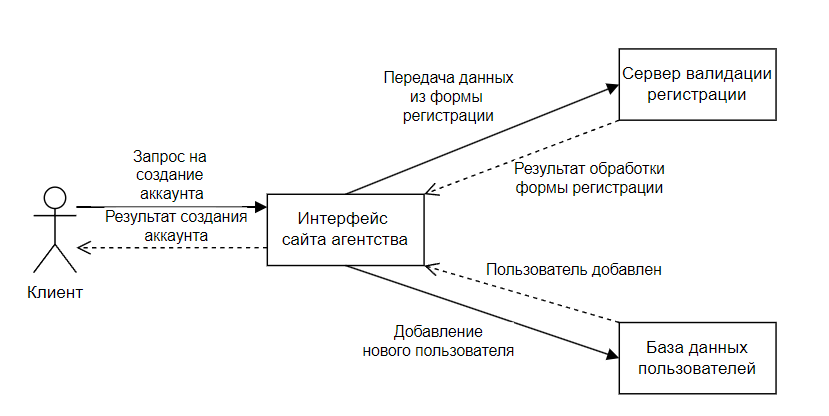 Передача данных
из формы
регистрации
Сервер валидации
регистрации
Запрос на
создание
аккаунта
Результат обработки
формы регистрации
Результат создания
аккаунта
Интерфейс
сайта агентства
Клиент
Пользователь добавлен
Добавление
нового пользователя
База данных
пользователей